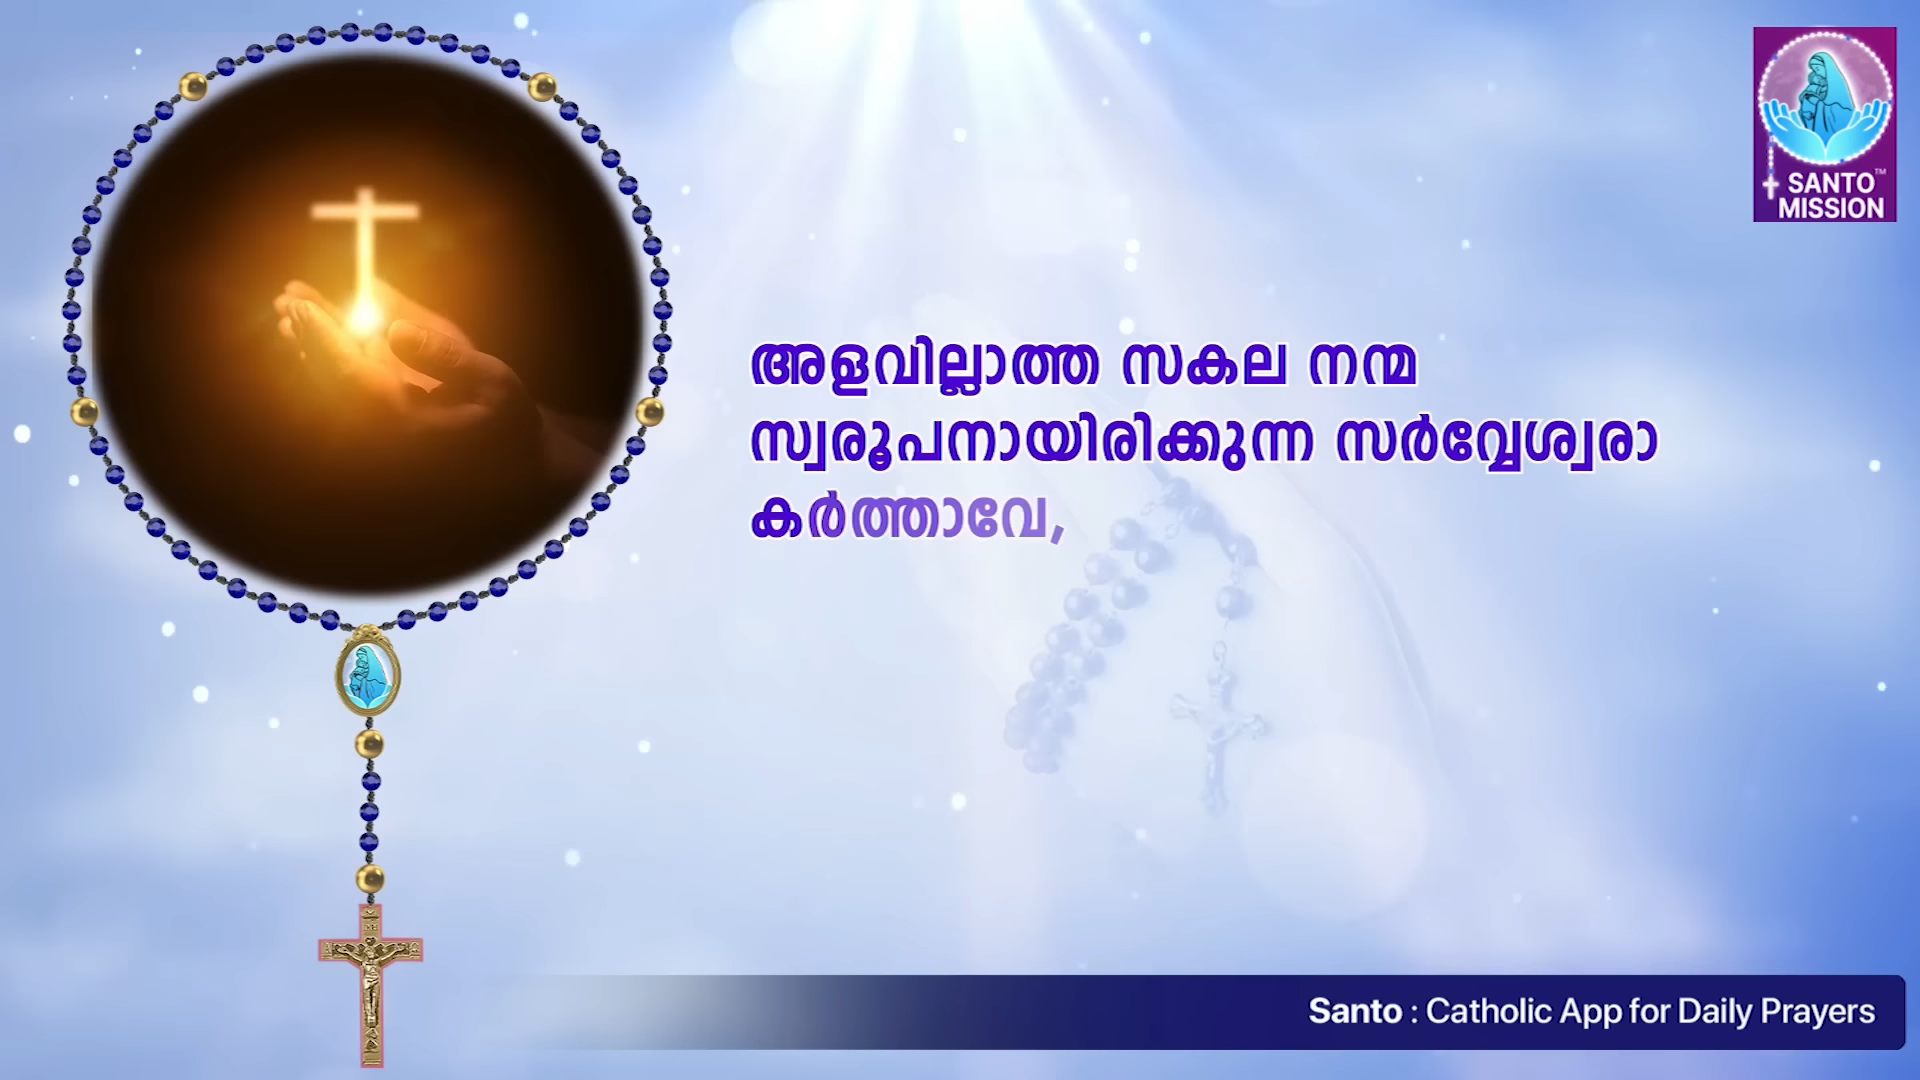 അളവില്ലാത്ത സകല നന്മ
സ്വരൂപനായിരിക്കുന്ന സർവ്വേശ്വരാ
കർത്താവേ,
SANTO™
MISSION
Santo : Catholic App for Daily Prayers